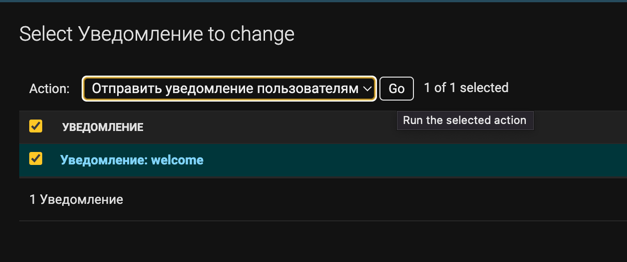 Select Уведомление to change
Action: Отправить уведомление пользователям Go 1 of 1 selected
Run the selected action
УВЕДОМЛЕНИЕ
Уведомление: welcome
1 Уведомление